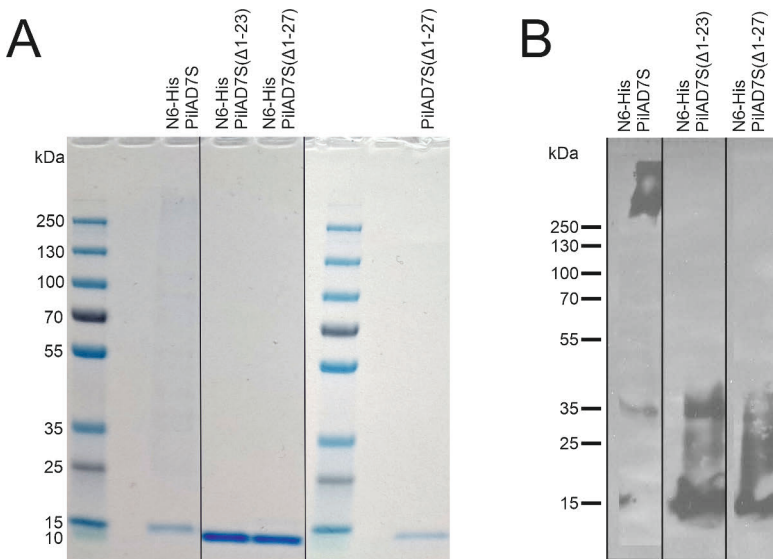 A
N6-His
PilAD7S
N6-His
PilAD7S(Δ1-23)
N6-His
PilAD7S(Δ1-27)
PilAD7S(Δ1-27)
kDa
250
130
100
70
55
35
25
15
10
B
N6-His
PilAD7S
N6-His
PilAD7S(Δ1-23)
N6-His
PilAD7S(Δ1-27)
kDa
250
130
100
70
55
35
25
15